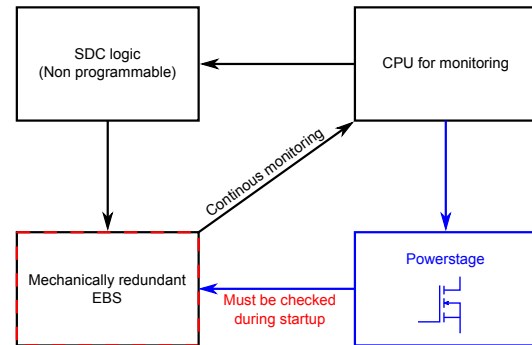 SDC logic
(Non programmable)
CPU for monitoring
Continous monitoring
Mechanically redundant
EBS
Must be checked
during startup
Powerstage